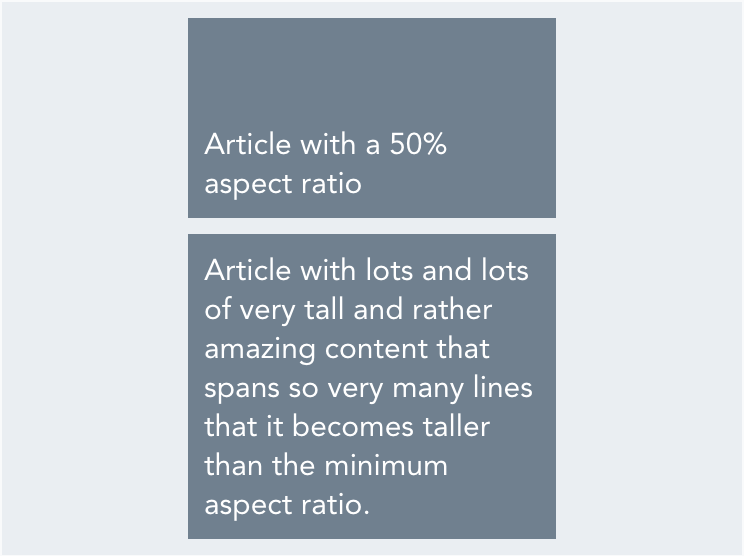 Article with a 50%
aspect ratio
Article with lots and lots
of very tall and rather
amazing content that
spans so very many lines
that it becomes taller
than the minimum
aspect ratio.